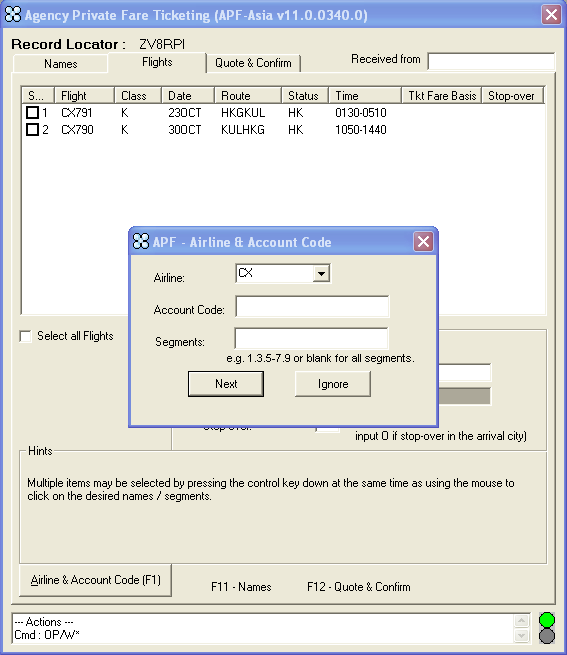 Agency Private Fare Ticketing (APF-Asia v11.0.0340.0)
Record Locator : ZV8RPI
Names Flights Quote & Confirm Received from
S... Flight Class Date Route Status Time Tkt Fare Basis Stop-over
1 CX791 K 23OCT HKGKUL HK 0130-0510
2 CX790 K 30OCT KULHKG HK 1050-1440
APF - Airline & Account Code
Airline: CX
Account Code:
Segments:
e.g. 1.3.5-7.9 or blank for all segments.
Next Ignore
Select all Flights
input O if stop-over in the arrival city)
Hints
Multiple items may be selected by pressing the control key down at the same time as using the mouse to
click on the desired names / segments.
Airline & Account Code (F1) F11 - Names F12 - Quote & Confirm
--- Actions ---
Cmd : OP/W*